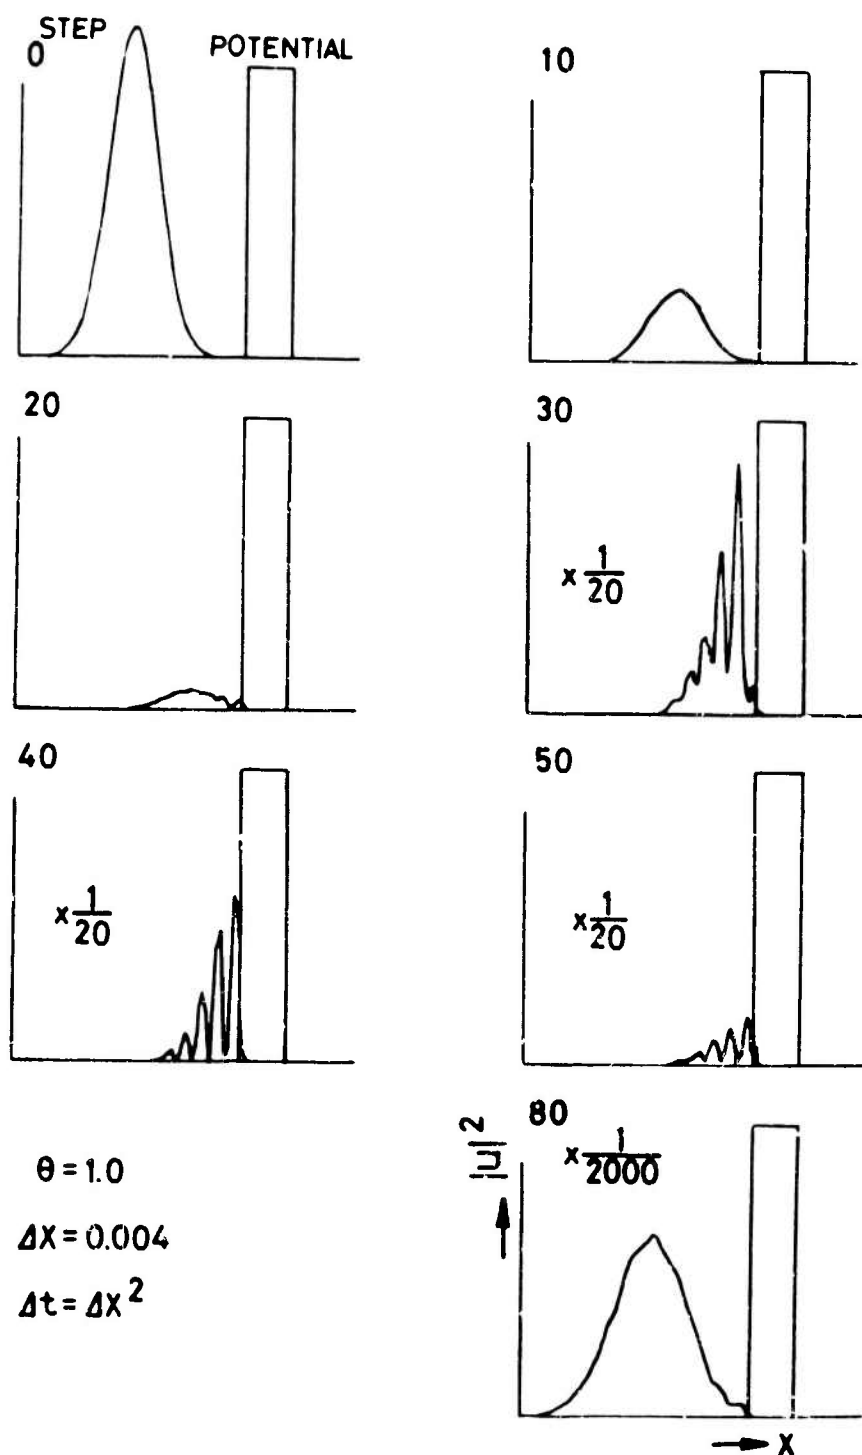 STEP
0
POTENTIAL
10
20
30
× 1/20
40
× 1/20
50
× 1/20
80
× 1/2000
|u|²
θ = 1.0
Δx = 0.004
Δt = Δx²
x